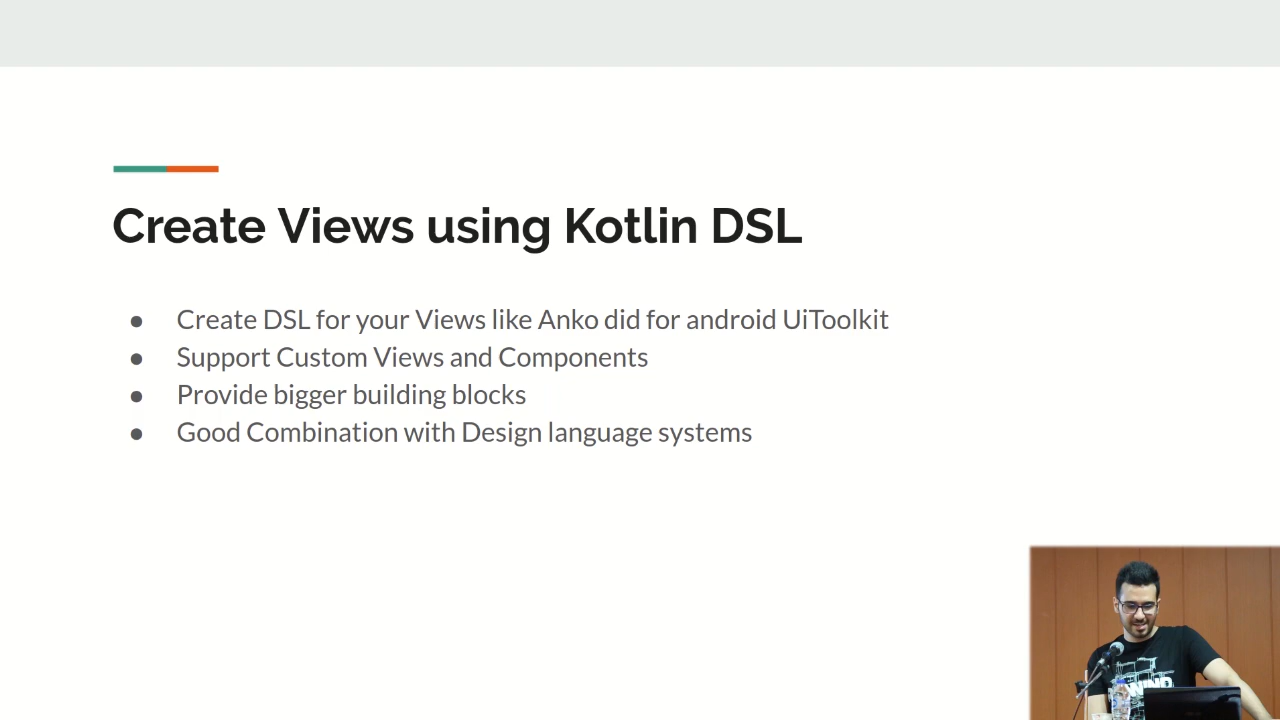 Create Views using Kotlin DSL
● Create DSL for your Views like Anko did for android UiToolkit
● Support Custom Views and Components
● Provide bigger building blocks
● Good Combination with Design language systems